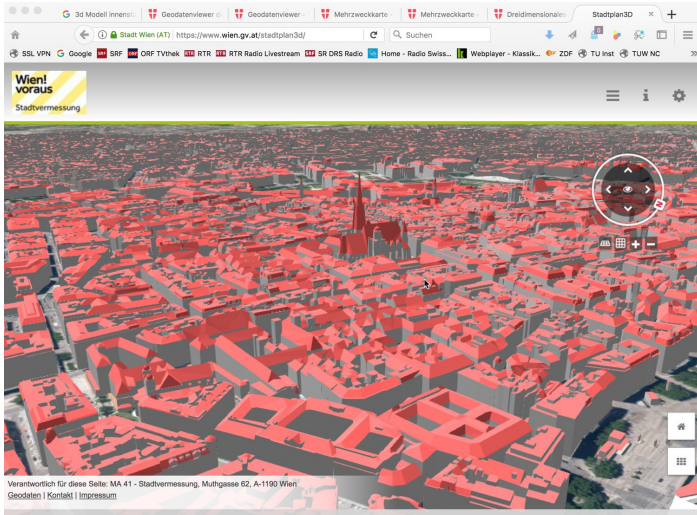 3d Modell innenst
Geodatenviewer d
Geodatenviewer
Mehrzweckkarte
Mehrzweckkarte
Dreidimensionales
Stadtplan3D
Stadt Wien (AT)
https://www.wien.gv.at/stadtplan3d/
Suchen
SSL VPN
Google
SRF
ORF TVthek
RTR
RTR Radio Livestream
SR DRS Radio
Home - Radio Swiss...
Webplayer - Klassik...
ZDF
TU Inst
TUW NC
Wien!
voraus
Stadtvermessung
Verantwortlich für diese Seite: MA 41 - Stadtvermessung, Muthgasse 62, A-1190 Wien
Geodaten | Kontakt | Impressum